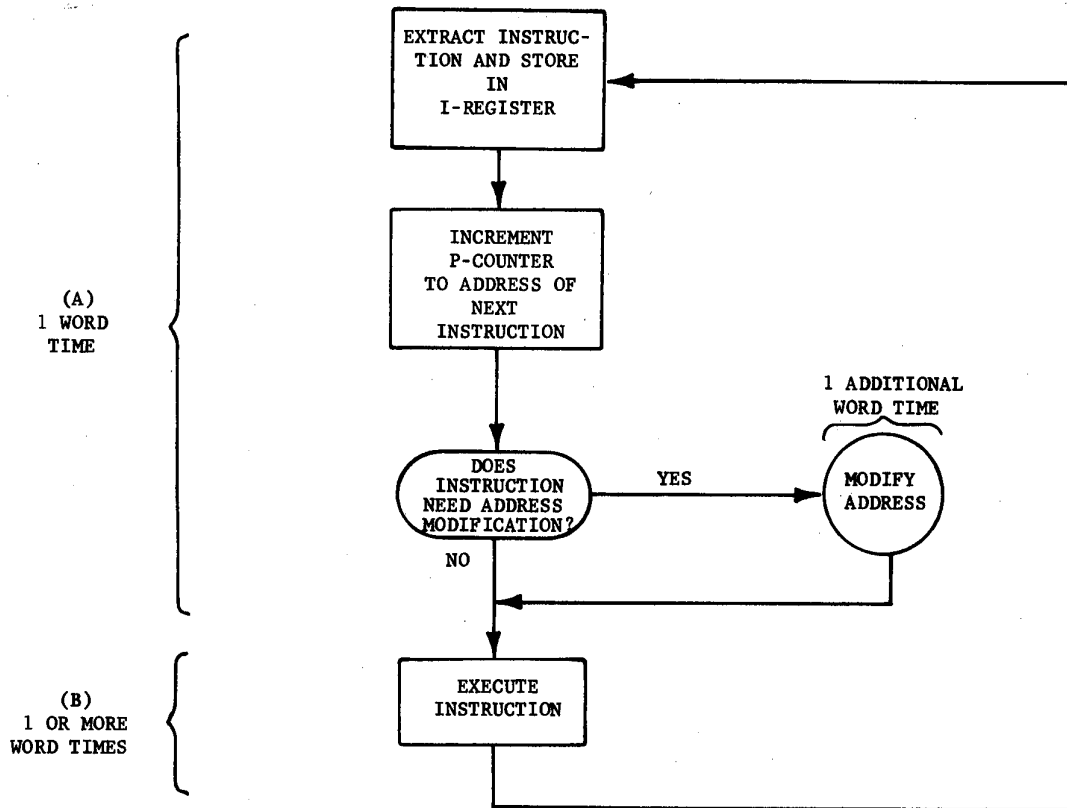 EXTRACT INSTRUC-
TION AND STORE
IN
I-REGISTER
INCREMENT
P-COUNTER
TO ADDRESS OF
NEXT
INSTRUCTION
(A)
1 WORD
TIME
1 ADDITIONAL
WORD TIME
DOES
INSTRUCTION
NEED ADDRESS
MODIFICATION?
YES
MODIFY
ADDRESS
NO
EXECUTE
INSTRUCTION
(B)
1 OR MORE
WORD TIMES